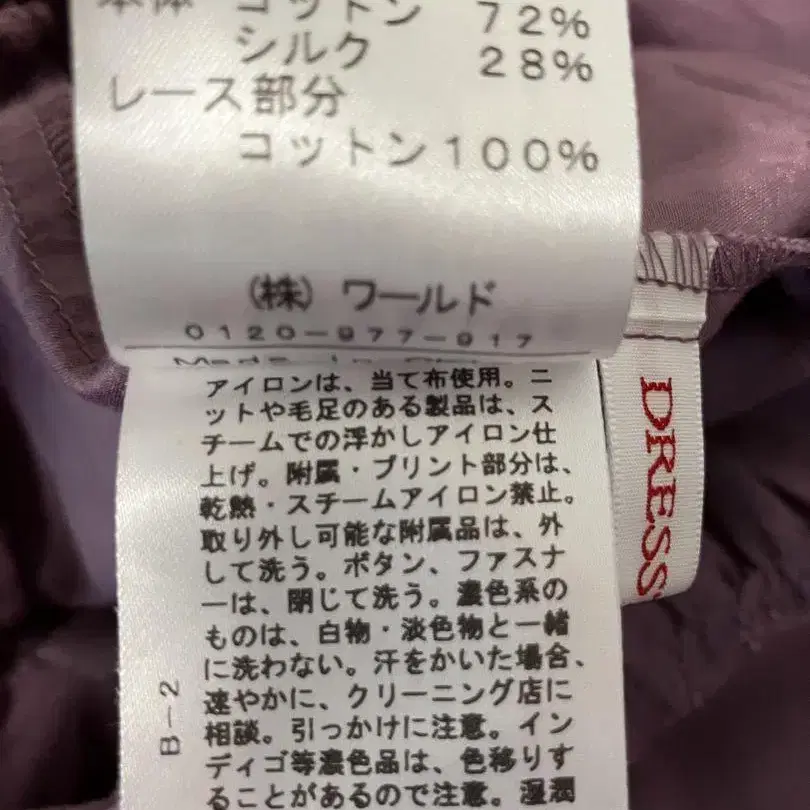 本体 コットン 72%
シルク 28%
レース部分
コットン100%
(株) ワールド
0120-977-917
Made in
アイロンは、当て布使用。ニ
ットや毛足のある製品は、ス
チームでの浮かしアイロン仕
上げ。附属・プリント部分は、
乾熱・スチームアイロン禁止。
取り外し可能な附属品は、外
して洗う。ボタン、ファスナ
ーは、閉じて洗う。濃色系の
ものは、白物・淡色物と一緒
に洗わない。汗をかいた場合、
速やかに、クリーニング店に
相談。引っかけに注意。イン
ディゴ等濃色品は、色移りす
ることがあるので注意。湿潤
B-2
DRESS